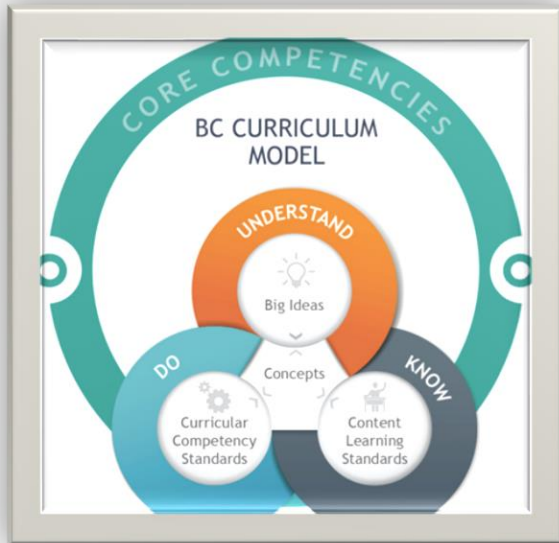 CORE COMPETENCIES
BC CURRICULUM
MODEL
UNDERSTAND
Big Ideas
Concepts
DO
Curricular
Competency
Standards
KNOW
Content
Learning
Standards